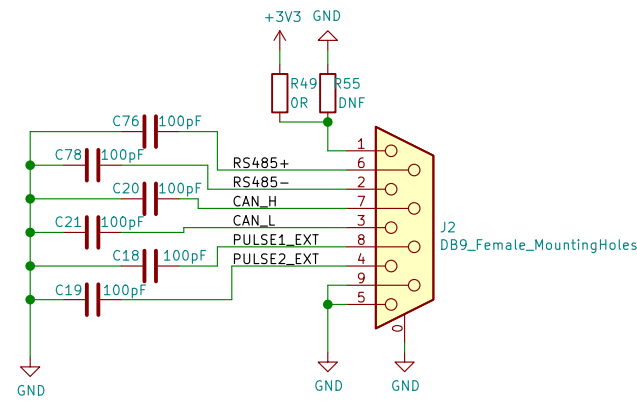 +3V3 GND
R49 R55
0R DNF
C76 100pF
C78 100pF
RS485+
RS485-
C20 100pF
CAN_H
C21 100pF
CAN_L
C18 100pF
PULSE1_EXT
PULSE2_EXT
C19 100pF
1
6
2
7
3
8
4
9
5
0
J2
DB9_Female_MountingHoles
GND
GND
GND